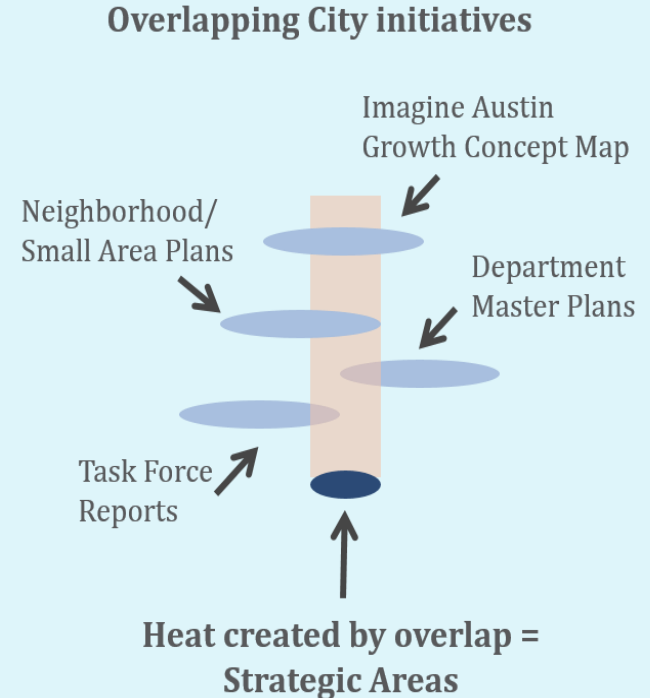 Overlapping City initiatives
Imagine Austin
Growth Concept Map
Neighborhood/
Small Area Plans
Department
Master Plans
Task Force
Reports
Heat created by overlap =
Strategic Areas